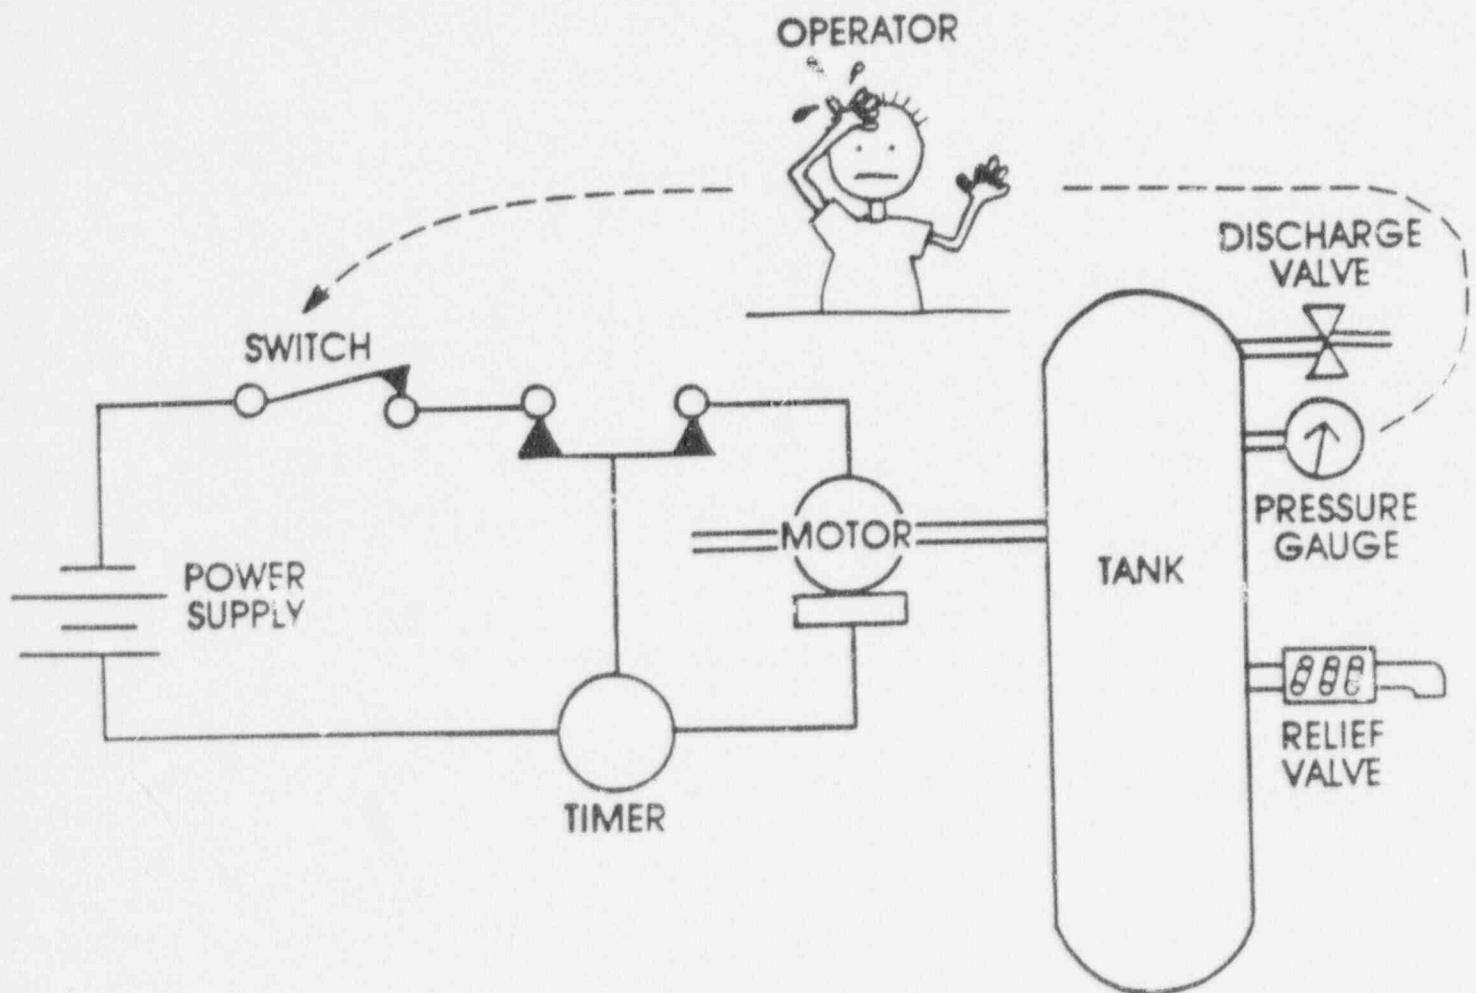 OPERATOR
DISCHARGE
VALVE
SWITCH
PRESSURE
GAUGE
MOTOR
TANK
POWER
SUPPLY
RELIEF
VALVE
TIMER